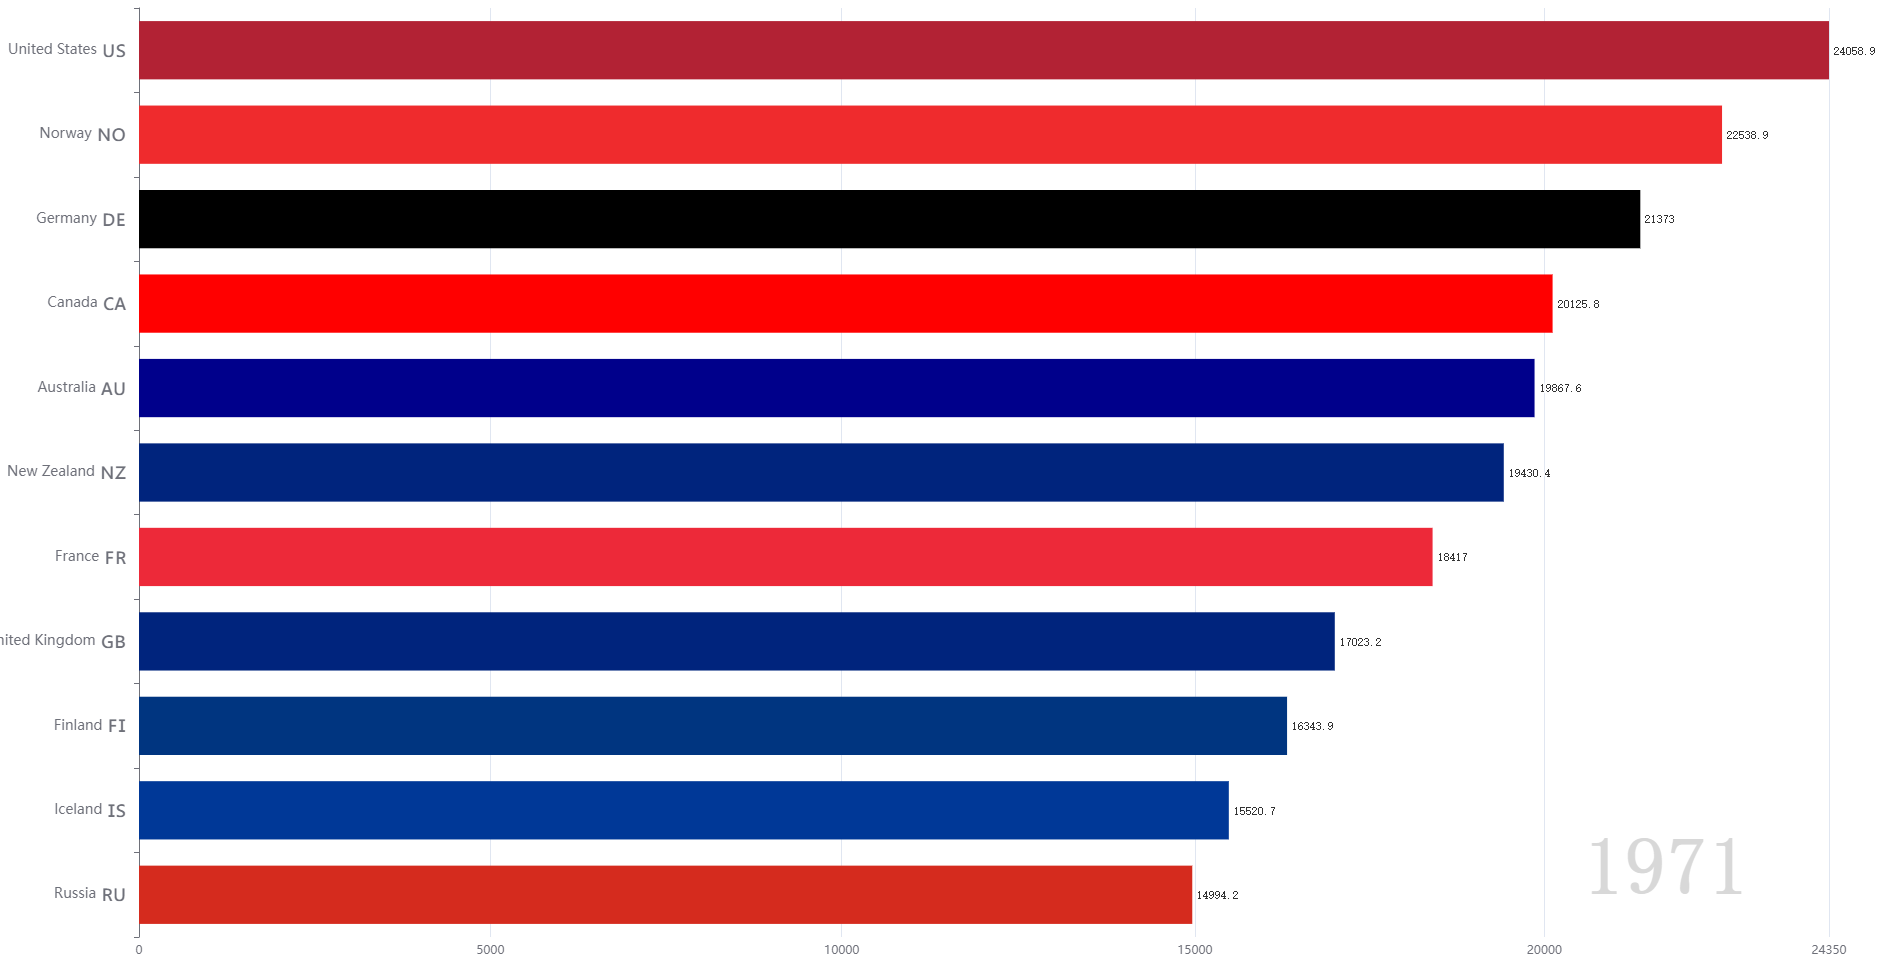 United States US 24058.9
Norway NO 22538.9
Germany DE 21373
Canada CA 20125.8
Australia AU 19867.6
New Zealand NZ 19430.4
France FR 18417
nited Kingdom GB 17023.2
Finland FI 16343.9
Iceland IS 15520.7
Russia RU 14994.2
1971
0 5000 10000 15000 20000 24350